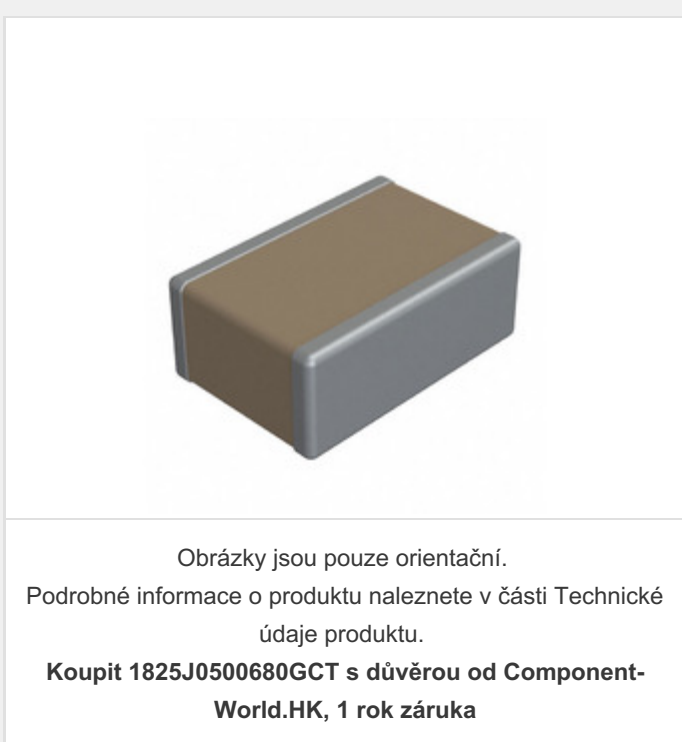 Obrázky jsou pouze orientační.
Podrobné informace o produktu naleznete v části Technické
údaje produktu.
Koupit 1825J0500680GCT s důvěrou od Component-
World.HK, 1 rok záruka